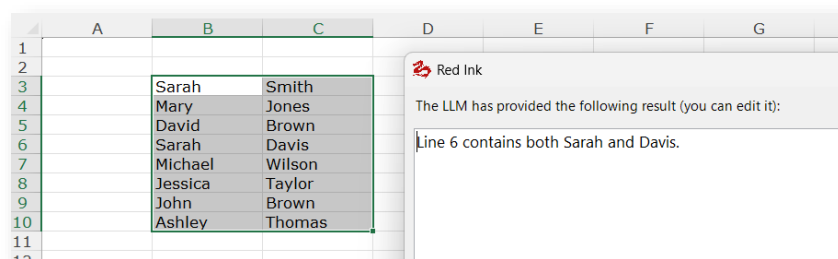 A B C D E F G
1
2
3 Sarah Smith
4 Mary Jones
5 David Brown
6 Sarah Davis
7 Michael Wilson
8 Jessica Taylor
9 John Brown
10 Ashley Thomas
11
Red Ink
The LLM has provided the following result (you can edit it):
Line 6 contains both Sarah and Davis.